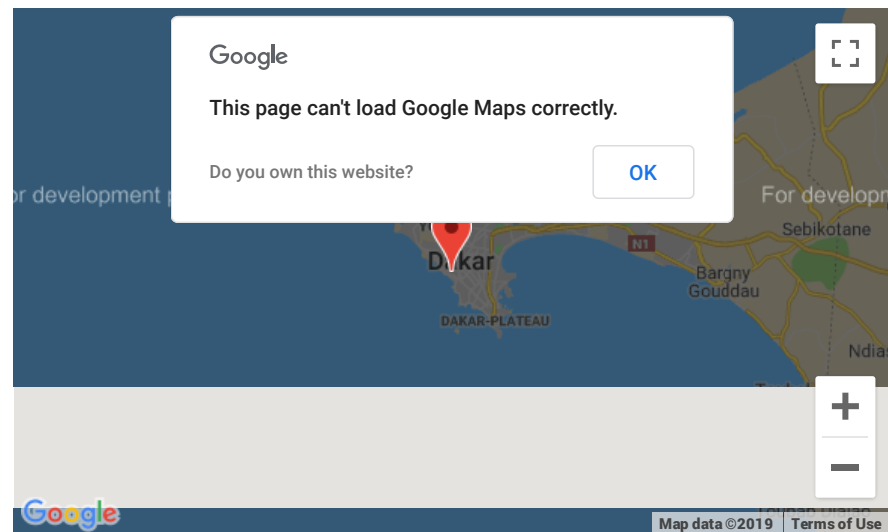 Google
This page can't load Google Maps correctly.
Do you own this website?
OK
or development
For developm
Sebikotane
N1
Dakar
Bargny
Gouddau
DAKAR-PLATEAU
Ndias
Google
Map data ©2019
Terms of Use